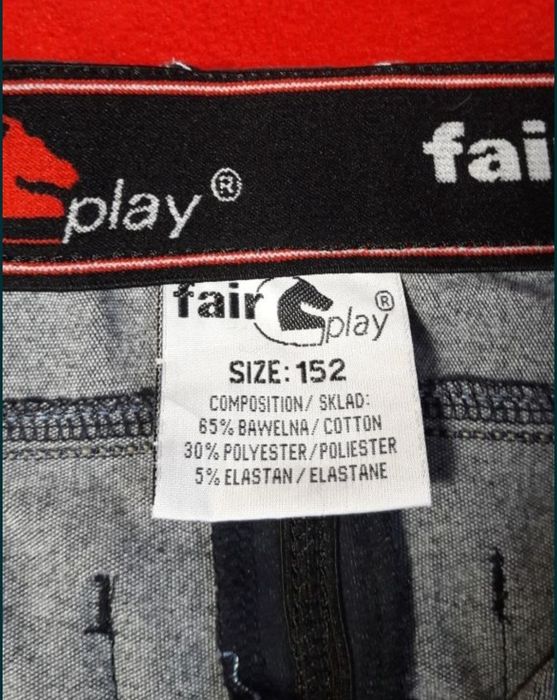 play®
fai
fair play®
SIZE: 152
COMPOSITION/ SKLAD:
65% BAWELNA/ COTTON
30% POLYESTER/POLIESTER
5% ELASTAN/ELASTANE